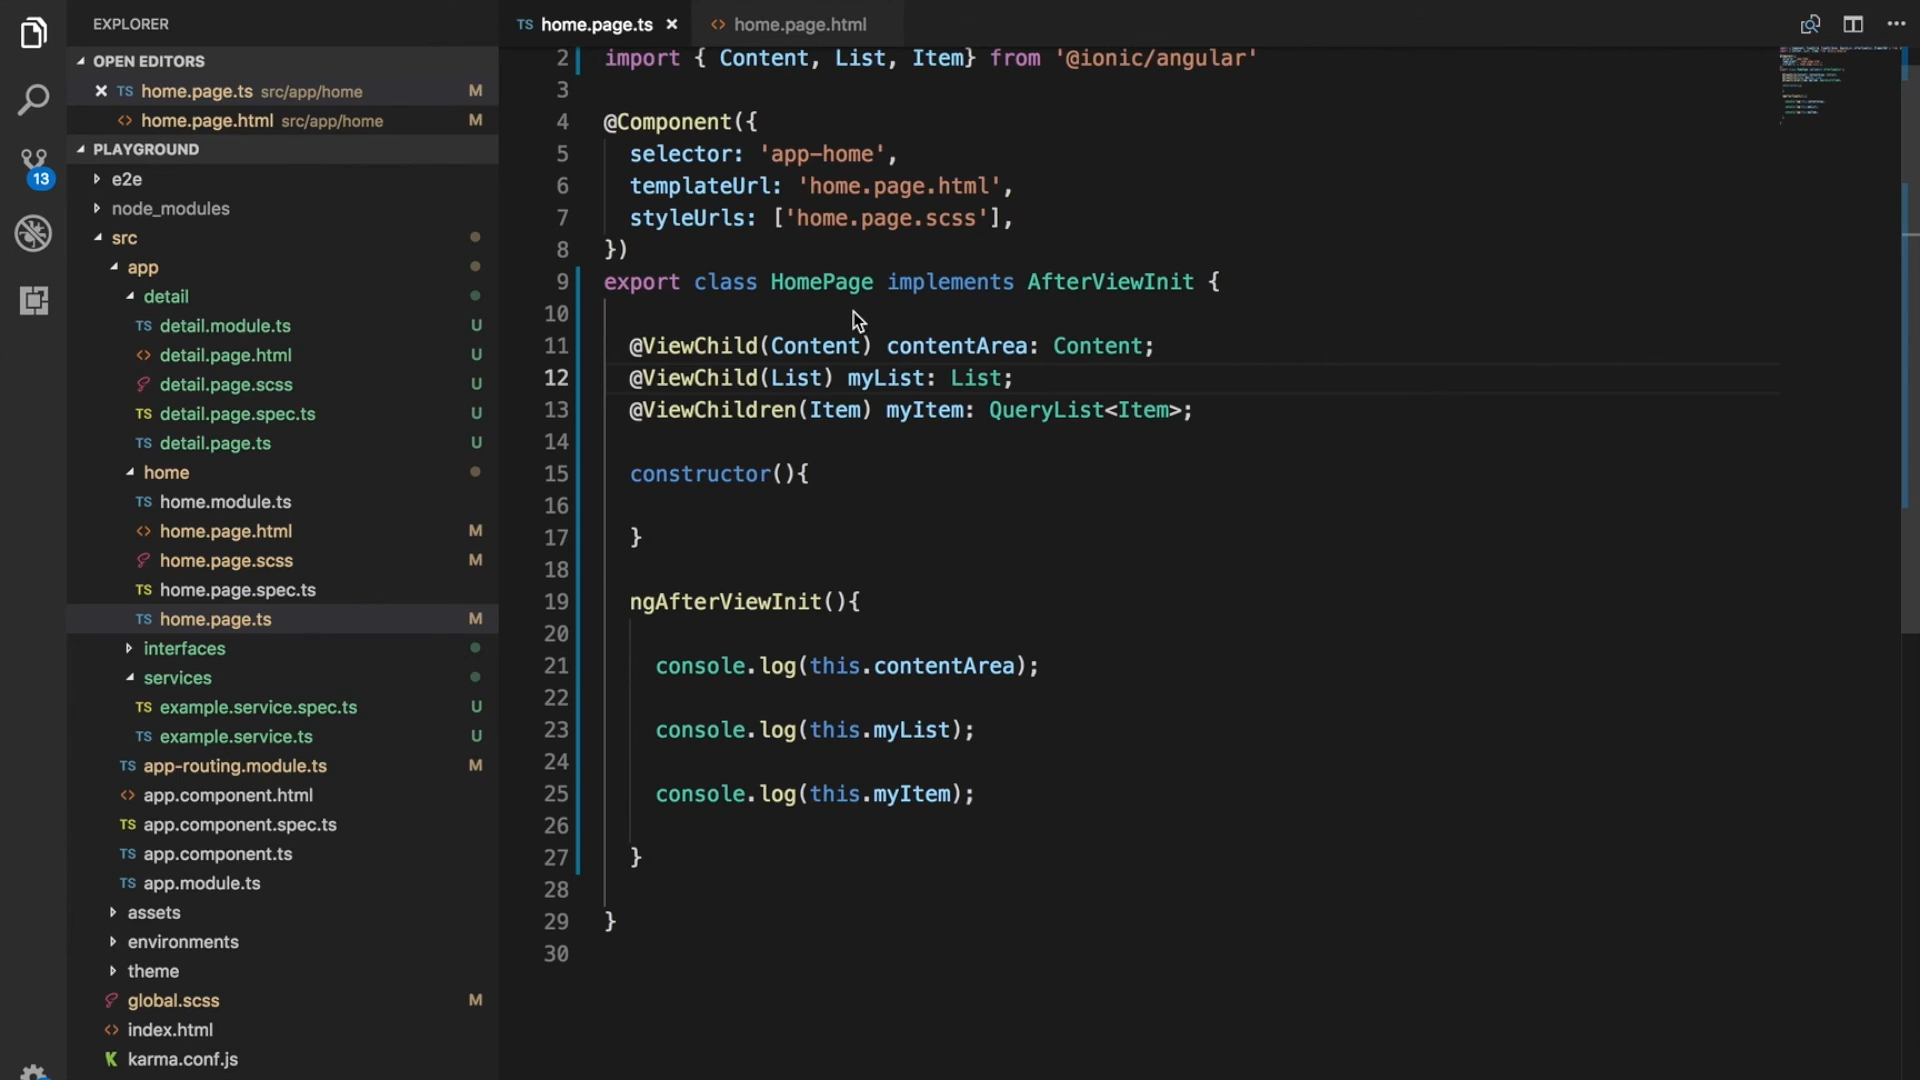 EXPLORER
OPEN EDITORS
TS home.page.ts src/app/home M
<> home.page.html src/app/home M
PLAYGROUND
e2e
node_modules
src
app
detail
TS detail.module.ts U
<> detail.page.html U
detail.page.scss U
TS detail.page.spec.ts U
TS detail.page.ts U
home
TS home.module.ts
<> home.page.html M
home.page.scss M
TS home.page.spec.ts
TS home.page.ts M
interfaces
services
TS example.service.spec.ts U
TS example.service.ts U
TS app-routing.module.ts M
<> app.component.html
TS app.component.spec.ts
TS app.component.ts
TS app.module.ts
assets
environments
theme
global.scss M
<> index.html
K karma.conf.js
13
TS home.page.ts
<> home.page.html
2 import { Content, List, Item} from '@ionic/angular'
3
4 @Component({
5 selector: 'app-home',
6 templateUrl: 'home.page.html',
7 styleUrls: ['home.page.scss'],
8 })
9 export class HomePage implements AfterViewInit {
10
11 @ViewChild(Content) contentArea: Content;
12 @ViewChild(List) myList: List;
13 @ViewChildren(Item) myItem: QueryList<Item>;
14
15 constructor(){
16
17 }
18
19 ngAfterViewInit(){
20
21 console.log(this.contentArea);
22
23 console.log(this.myList);
24
25 console.log(this.myItem);
26
27 }
28
29 }
30